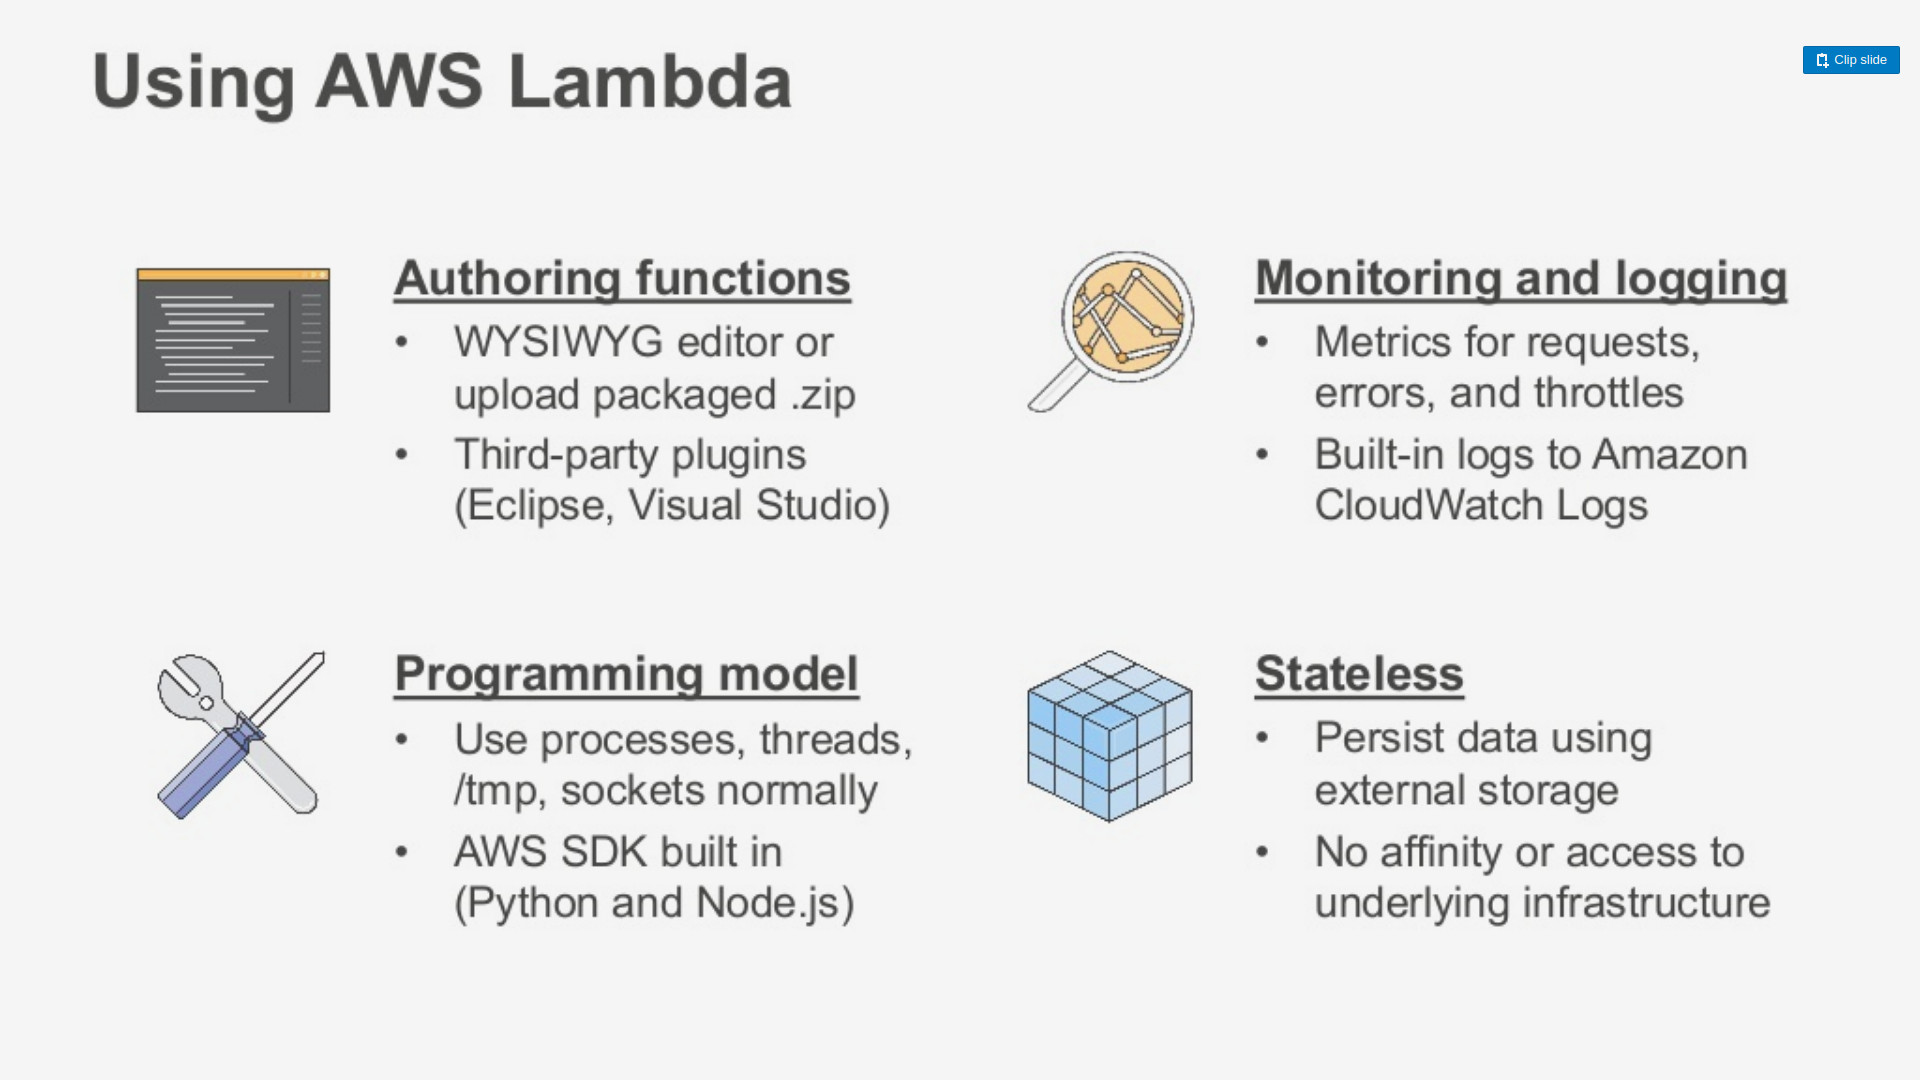 Using AWS Lambda
Clip slide
Authoring functions
• WYSIWYG editor or
upload packaged .zip
• Third-party plugins
(Eclipse, Visual Studio)
Monitoring and logging
• Metrics for requests,
errors, and throttles
• Built-in logs to Amazon
CloudWatch Logs
Programming model
• Use processes, threads,
/tmp, sockets normally
• AWS SDK built in
(Python and Node.js)
Stateless
• Persist data using
external storage
• No affinity or access to
underlying infrastructure